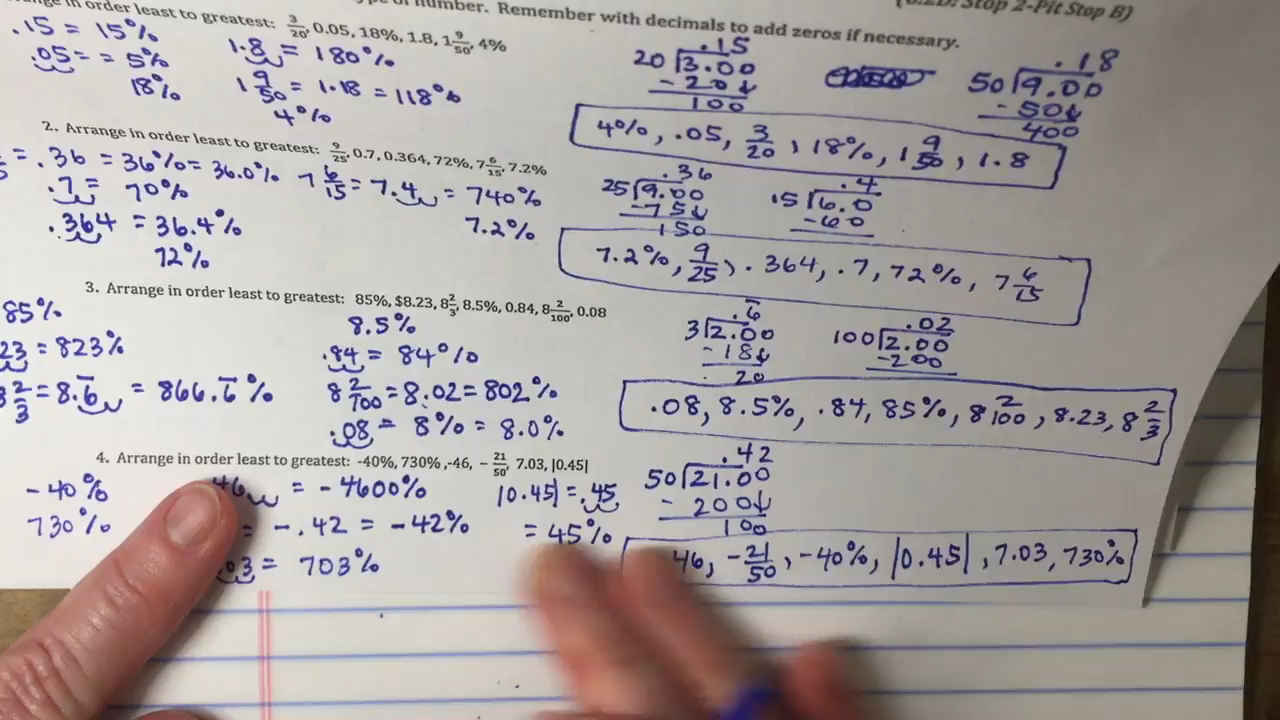 (6.2D: Stop 2-Pit Stop B)
of number. Remember with decimals to add zeros if necessary.
in order least to greatest: 3/20, 0.05, 18%, 1.8, 1 9/50, 4%
.15 = 15%
.05 = = 5%
18%
1.8 = 180%
1 9/50 = 1.18 = 118%
4%
.15
20 3.00
- 20
100
.18
50 9.00
- 50
400
4%, .05, 3/20, 18%, 1 9/50, 1.8
2. Arrange in order least to greatest: 9/25, 0.7, 0.364, 72%, 7 6/15, 7.2%
= .36 = 36% = 36.0%
.7 = 70%
.364 = 36.4%
72%
7 6/15 = 7.4 = 740%
7.2%
.36
25 9.00
- 75
150
.4
15 6.0
- 60
7.2%, 9/25, .364, .7, 72%, 7 6/15
3. Arrange in order least to greatest: 85%, $8.23, 8 2/3, 8.5%, 0.84, 8 2/100, 0.08
85%
23 = 823%
8 2/3 = 8.6̅ = 866.6̅%
8.5%
.84 = 84%
8 2/100 = 8.02 = 802%
.08 = 8% = 8.0%
.6̅
3 2.00
- 18
20
.02
100 2.00
- 200
.08, 8.5%, .84, 85%, 8 2/100, 8.23, 8 2/3
4. Arrange in order least to greatest: -40%, 730%, -46, - 21/50, 7.03, |0.45|
- 40%
730%
46 = - 4600%
= - .42 = - 42%
03 = 703%
|0.45| = .45
= 45%
.42
50 21.00
- 200
100
46, - 21/50, - 40%, |0.45|, 7.03, 730%